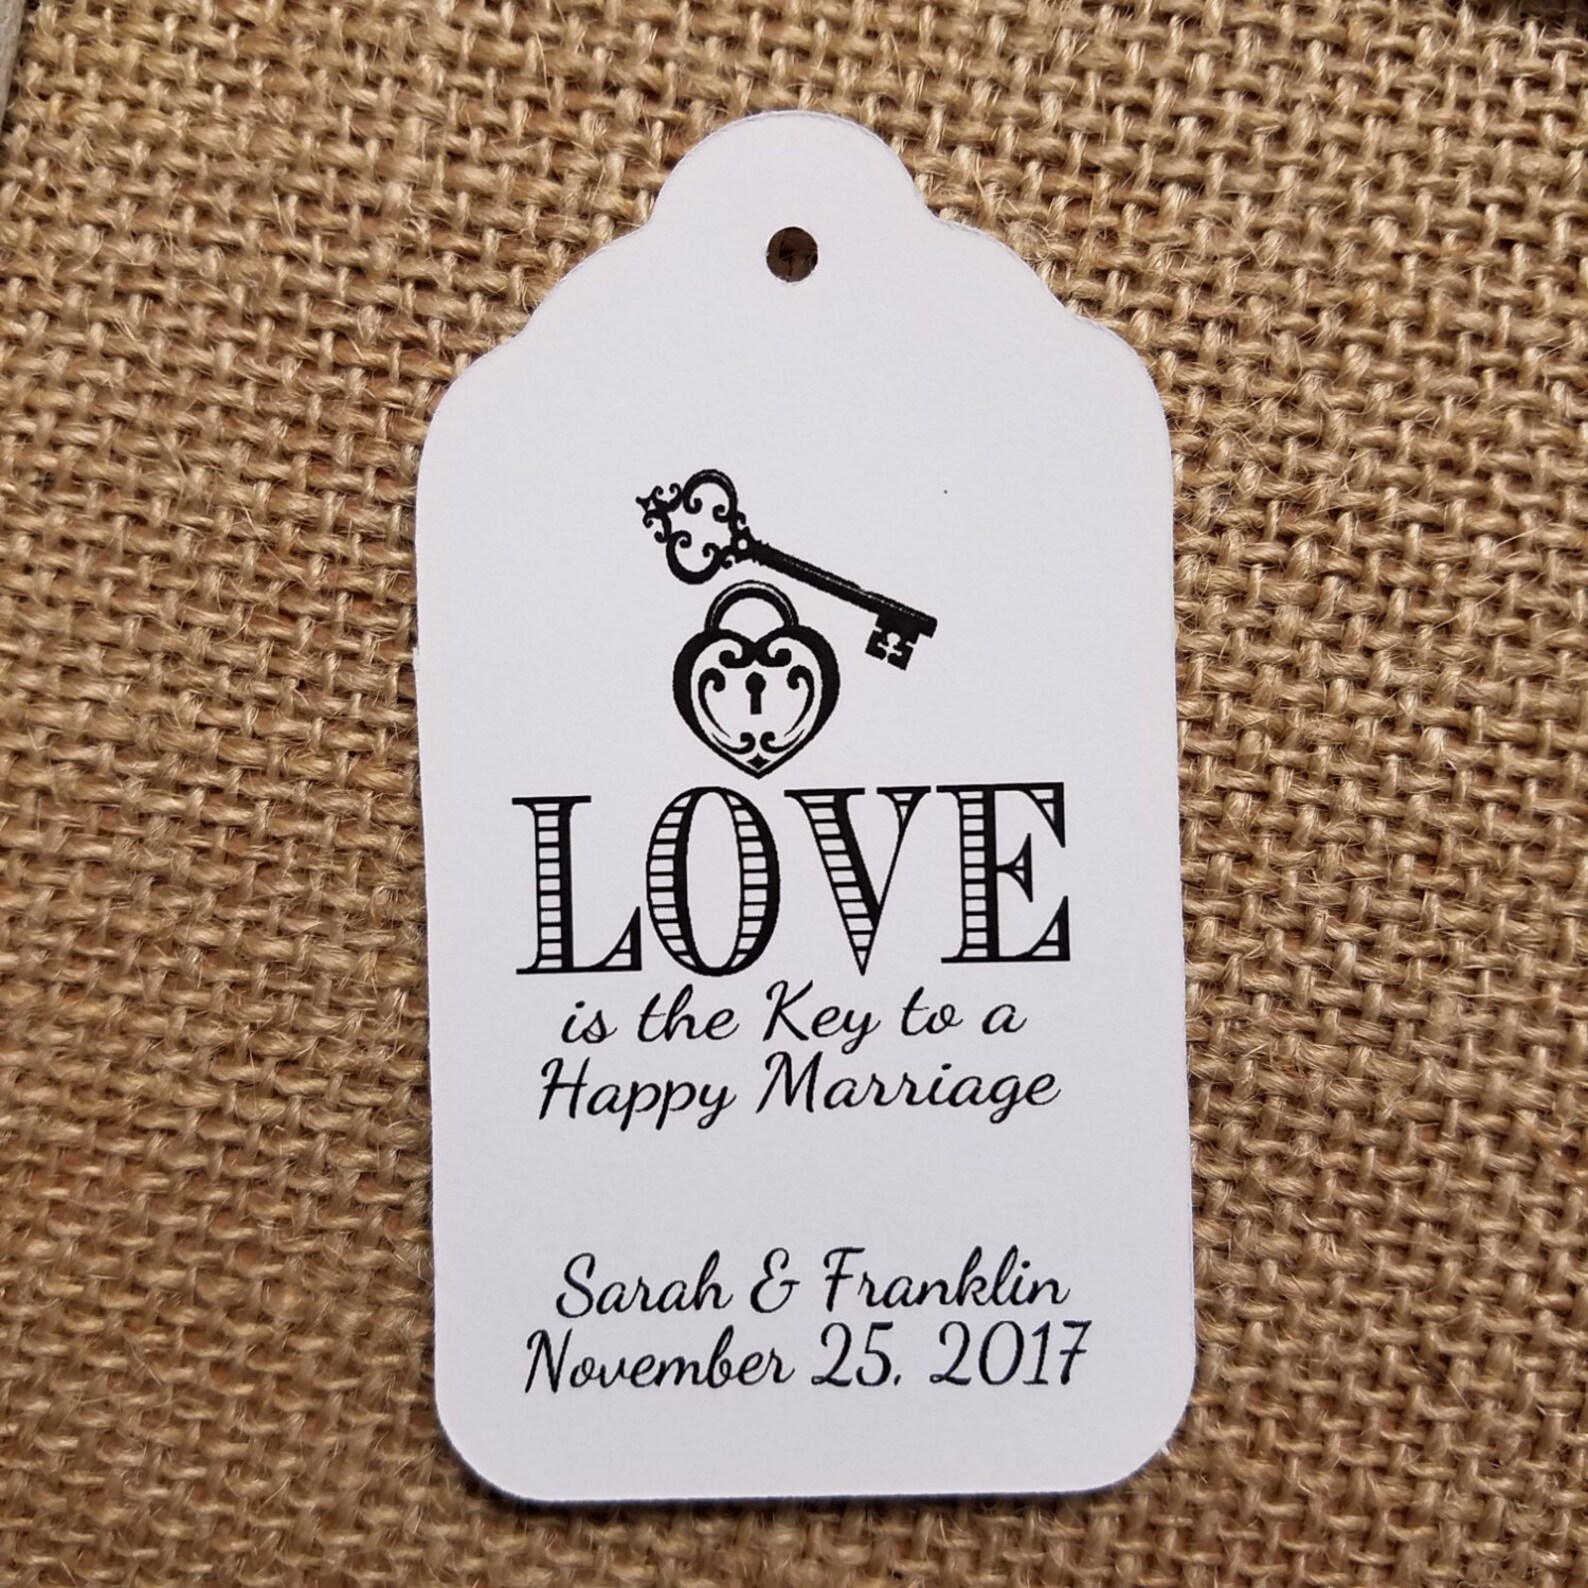 LOVE
is the Key to a
Happy Marriage
Sarah & Franklin
November 25, 2017